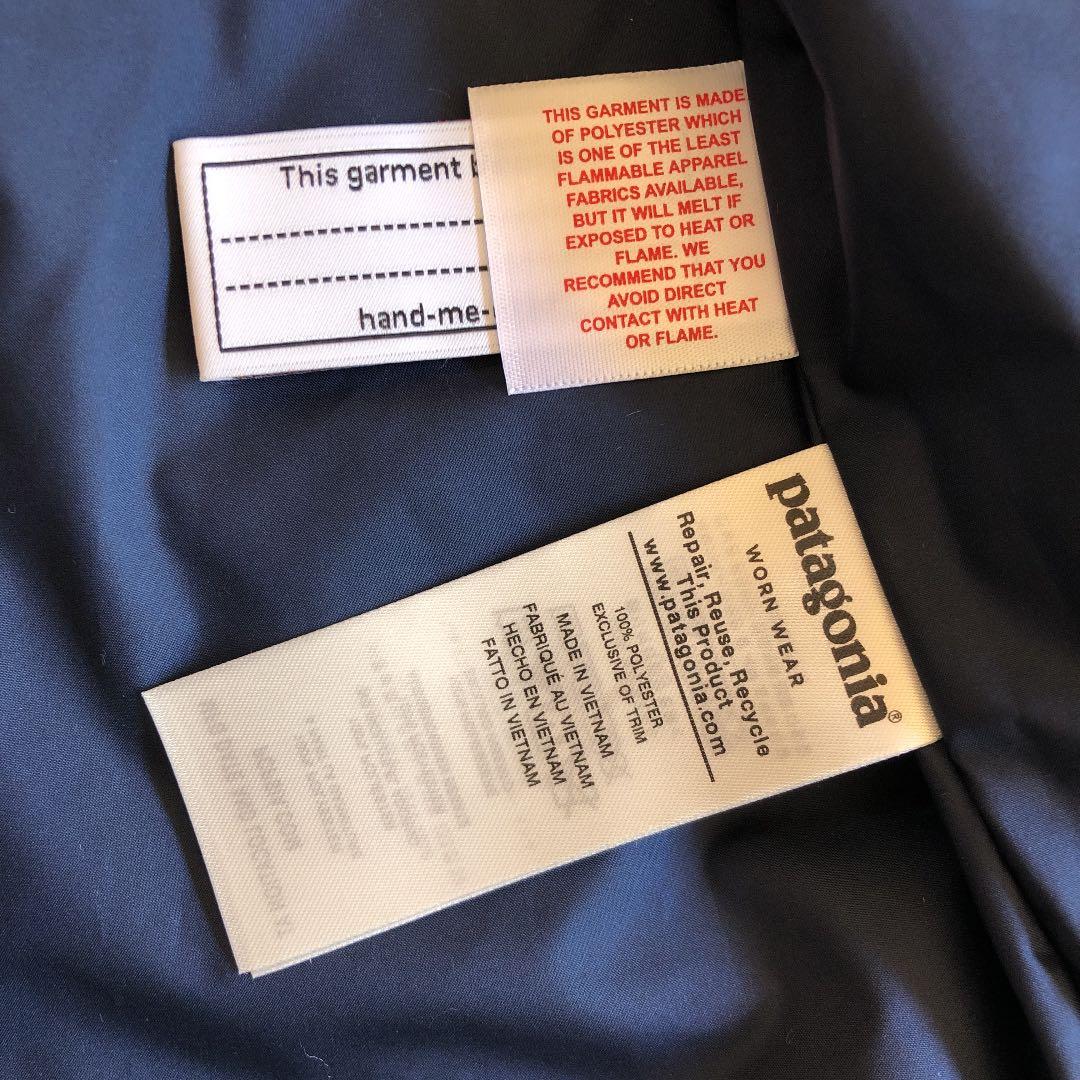 This garment
hand-me-
THIS GARMENT IS MADE
OF POLYESTER WHICH
IS ONE OF THE LEAST
FLAMMABLE APPAREL
FABRICS AVAILABLE,
BUT IT WILL MELT IF
EXPOSED TO HEAT OR
FLAME. WE
RECOMMEND THAT YOU
AVOID DIRECT
CONTACT WITH HEAT
OR FLAME.
patagonia®
WORN WEAR
Repair, Reuse, Recycle
This Product
www.patagonia.com
100% POLYESTER
EXCLUSIVE OF TRIM
MADE IN VIETNAM
FABRIQUÉ AU VIETNAM
HECHO EN VIETNAM
FATTO IN VIETNAM